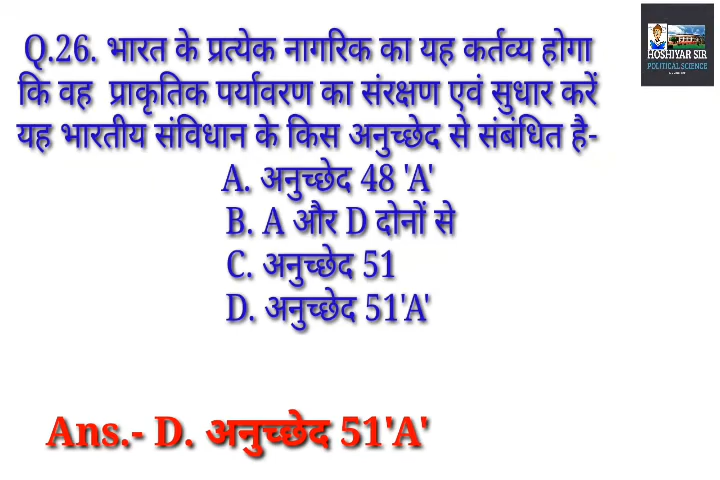 Q.26. भारत के प्रत्येक नागरिक का यह कर्तव्य होगा
कि वह प्राकृतिक पर्यावरण का संरक्षण एवं सुधार करें
यह भारतीय संविधान के किस अनुच्छेद से संबंधित है-
A. अनुच्छेद 48 'A'
B. A और D दोनों से
C. अनुच्छेद 51
D. अनुच्छेद 51'A'
Ans.- D. अनुच्छेद 51'A'
HOSHIYAR SIR
POLITICAL SCIENCE